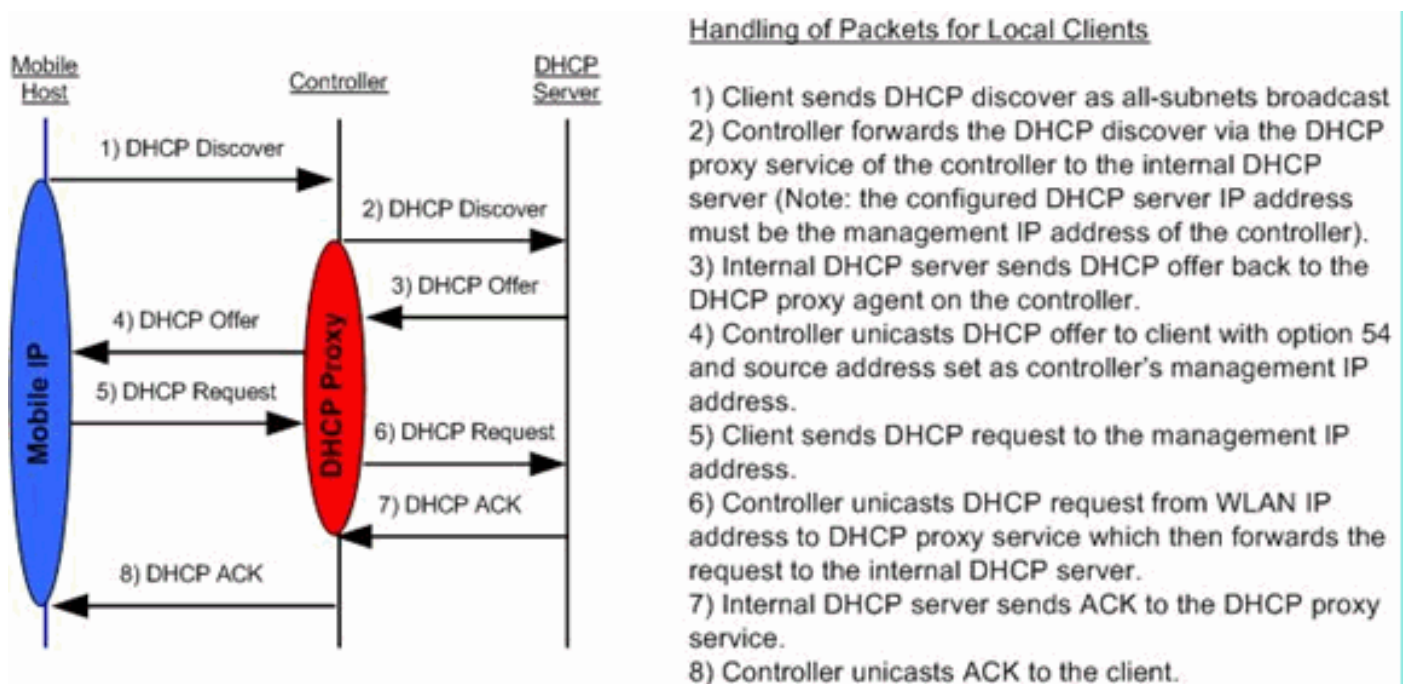 Mobile
Host
Controller
DHCP
Server
1) DHCP Discover
2) DHCP Discover
3) DHCP Offer
4) DHCP Offer
5) DHCP Request
6) DHCP Request
7) DHCP ACK
8) DHCP ACK
Mobile IP
DHCP Proxy
Handling of Packets for Local Clients
1) Client sends DHCP discover as all-subnets broadcast
2) Controller forwards the DHCP discover via the DHCP
proxy service of the controller to the internal DHCP
server (Note: the configured DHCP server IP address
must be the management IP address of the controller).
3) Internal DHCP server sends DHCP offer back to the
DHCP proxy agent on the controller.
4) Controller unicasts DHCP offer to client with option 54
and source address set as controller's management IP
address.
5) Client sends DHCP request to the management IP
address.
6) Controller unicasts DHCP request from WLAN IP
address to DHCP proxy service which then forwards the
request to the internal DHCP server.
7) Internal DHCP server sends ACK to the DHCP proxy
service.
8) Controller unicasts ACK to the client.